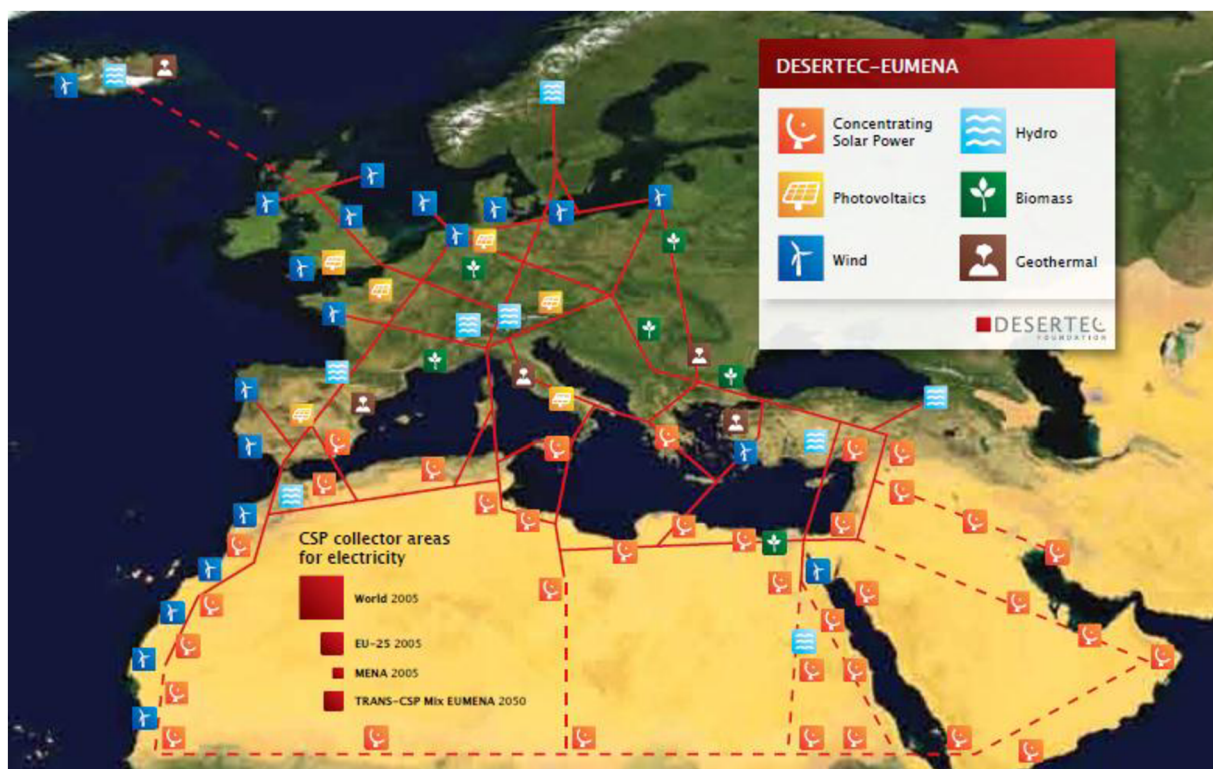 DESERTEC-EUMENA
Concentrating
Solar Power
Hydro
Photovoltaics
Biomass
Wind
Geothermal
DESERTEC
FOUNDATION
CSP collector areas
for electricity
World 2005
EU-25 2005
MENA 2005
TRANS-CSP Mix EUMENA 2050